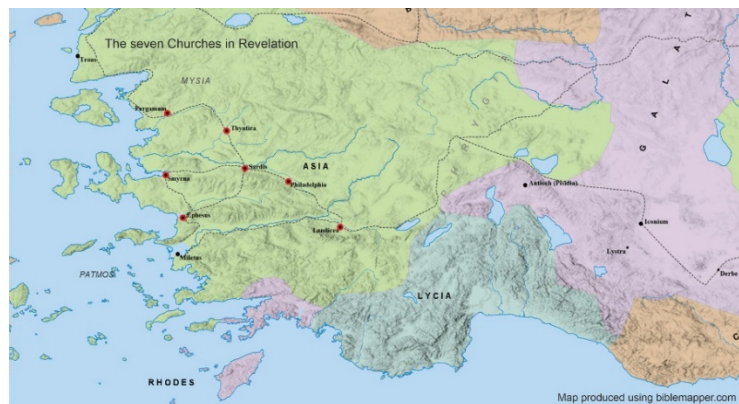 The seven Churches in Revelation
Troas
MYSIA
Pergamum
Thyatira
ASIA
Sardis
Smyrna
Philadelphia
Antioch (Pisidia)
Ephesus
Laodicea
Iconium
Miletus
Lystra
PATMOS
Derbe
LYCIA
RHODES
G A L A T
Map produced using biblemapper.com